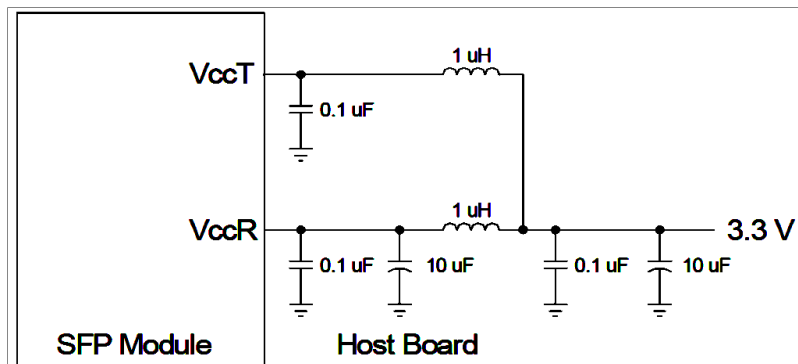 1 uH
VccT
0.1 uF
1 uH
VccR
3.3 V
0.1 uF
10 uF
0.1 uF
10 uF
SFP Module
Host Board